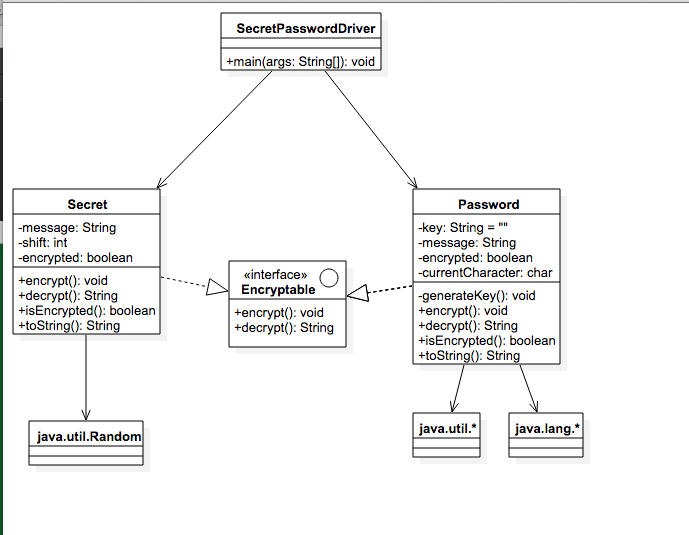 SecretPasswordDriver
+main(args: String[]): void
Secret
-message: String
-shift: int
-encrypted: boolean
+encrypt(): void
+decrypt(): String
+isEncrypted(): boolean
+toString(): String
«interface»
Encryptable
+encrypt(): void
+decrypt(): String
Password
-key: String = ""
-message: String
-encrypted: boolean
-currentCharacter: char
-generateKey(): void
+encrypt(): void
+decrypt(): String
+isEncrypted(): boolean
+toString(): String
java.util.Random
java.util.*
java.lang.*